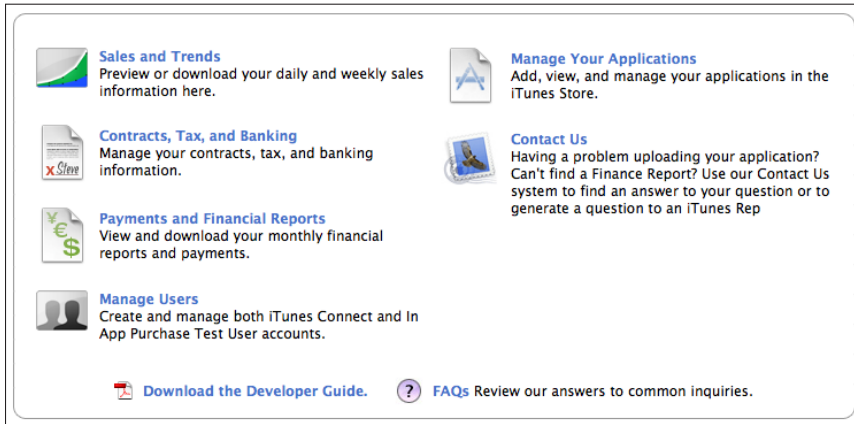 Sales and Trends
Preview or download your daily and weekly sales
information here.
Contracts, Tax, and Banking
Manage your contracts, tax, and banking
information.
X Steve
Payments and Financial Reports
View and download your monthly financial
reports and payments.
¥
€
$
Manage Users
Create and manage both iTunes Connect and In
App Purchase Test User accounts.
Manage Your Applications
Add, view, and manage your applications in the
iTunes Store.
Contact Us
Having a problem uploading your application?
Can't find a Finance Report? Use our Contact Us
system to find an answer to your question or to
generate a question to an iTunes Rep
Download the Developer Guide.
? FAQs Review our answers to common inquiries.